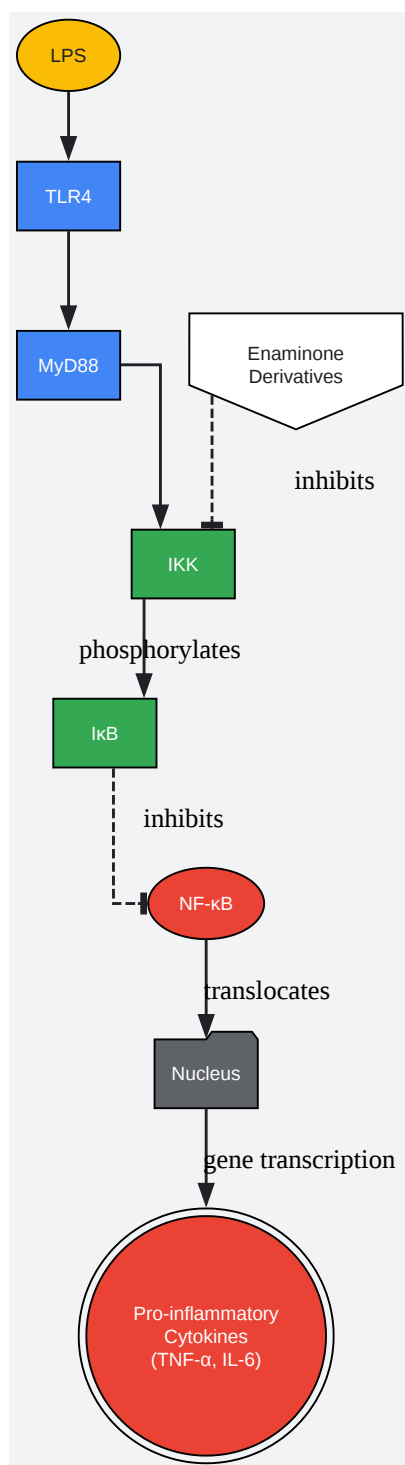 LPS
TLR4
MyD88
Enaminone
Derivatives
inhibits
IKK
phosphorylates
IκB
inhibits
NF-κB
translocates
Nucleus
gene transcription
Pro-inflammatory
Cytokines
(TNF-α, IL-6)